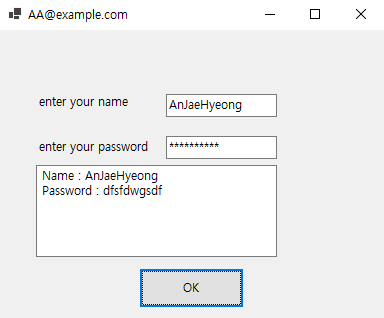 AA@example.com
enter your name
AnJaeHyeong
enter your password
**********
Name : AnJaeHyeong
Password : dfsfdwgsdf
OK